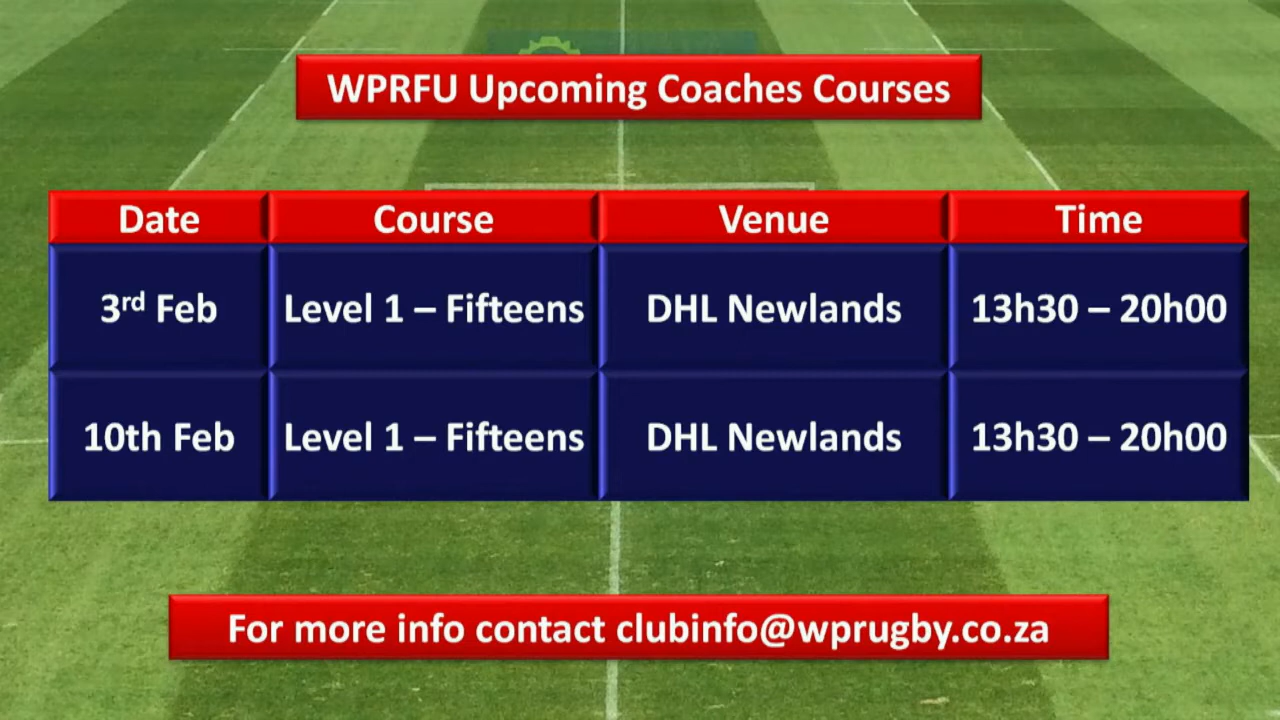 WPRFU Upcoming Coaches Courses
Date Course Venue Time
3rd Feb Level 1 – Fifteens DHL Newlands 13h30 – 20h00
10th Feb Level 1 – Fifteens DHL Newlands 13h30 – 20h00
For more info contact clubinfo@wprugby.co.za